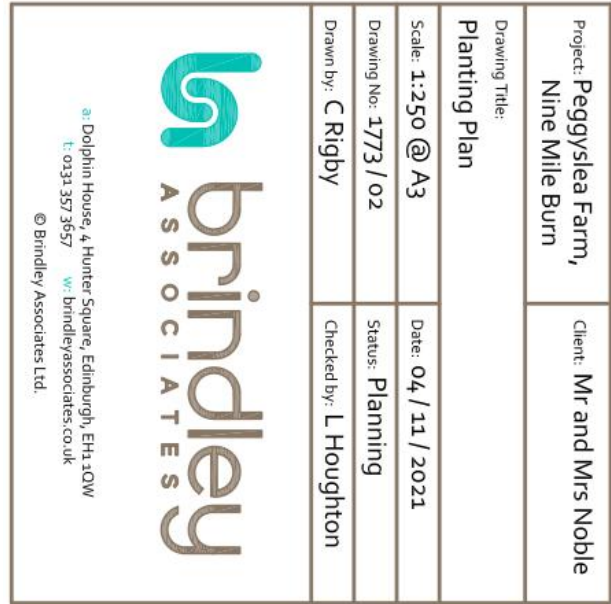 Project: Peggyslea Farm,
Nine Mile Burn
Client: Mr and Mrs Noble
Drawing Title:
Planting Plan
Scale: 1:250 @ A3
Date: 04 / 11 / 2021
Drawing No: 1773 / 02
Status: Planning
Drawn by: C Rigby
Checked by: L Houghton
brindley
ASSOCIATES
a: Dolphin House, 4 Hunter Square, Edinburgh, EH1 1QW
t: 0131 357 3657 w: brindleyassociates.co.uk
© Brindley Associates Ltd.